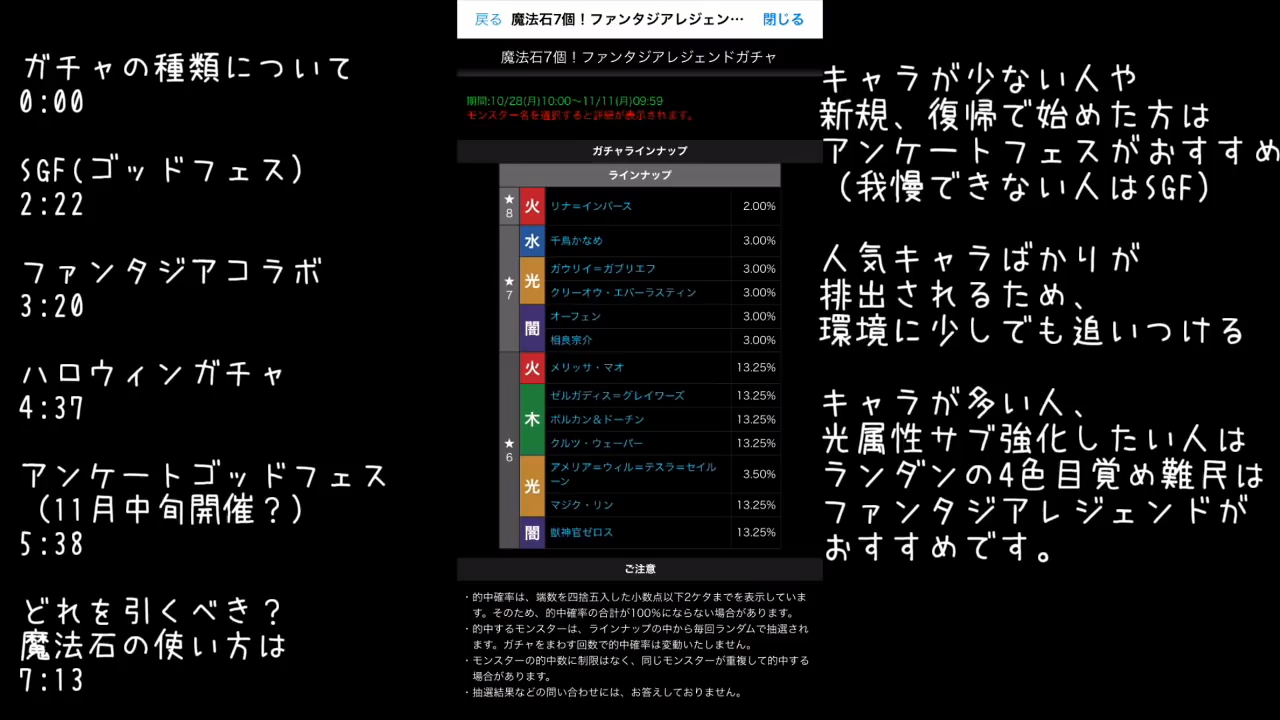 ガチャの種類について
0:00
SGF(ゴッドフェス)
2:22
ファンタジアコラボ
3:20
ハロウィンガチャ
4:37
アンケートゴッドフェス
(11月中旬開催?)
5:38
どれを引くべき?
魔法石の使い方は
7:13
戻る 魔法石7個!ファンタジアレジェン… 閉じる
魔法石7個!ファンタジアレジェンドガチャ
期間:10/28(月)10:00～11/11(月)09:59
モンスター名を選択すると詳細が表示されます。
ガチャラインナップ
ラインナップ
★8 火 リナ=インバース 2.00%
★7 水 千鳥かなめ 3.00%
光 ガウリイ=ガブリエフ 3.00%
クリーオウ・エバーラスティン 3.00%
闇 オーフェン 3.00%
相良宗介 3.00%
★6 火 メリッサ・マオ 13.25%
木 ゼルガディス=グレイワーズ 13.25%
ボルカン&ドーチン 13.25%
クルツ・ウェーバー 13.25%
光 アメリア=ウィル=テスラ=セイル
ーン 3.50%
マジク・リン 13.25%
闇 獣神官ゼロス 13.25%
ご注意
・的中確率は、端数を四捨五入した小数点以下2ケタまでを表示していま
す。そのため、的中確率の合計が100%にならない場合があります。
・的中するモンスターは、ラインナップの中から毎回ランダムで抽選され
ます。ガチャをまわす回数で的中確率は変動いたしません。
・モンスターの的中数に制限はなく、同じモンスターが重複して的中する
場合があります。
・抽選結果などの問い合わせには、お答えしておりません。
キャラが少ない人や
新規、復帰で始めた方は
アンケートフェスがおすすめ
(我慢できない人はSGF)
人気キャラばかりが
排出されるため、
環境に少しでも追いつける
キャラが多い人、
光属性サブ強化したい人は
ランダンの4色目覚め難民は
ファンタジアレジェンドが
おすすめです。